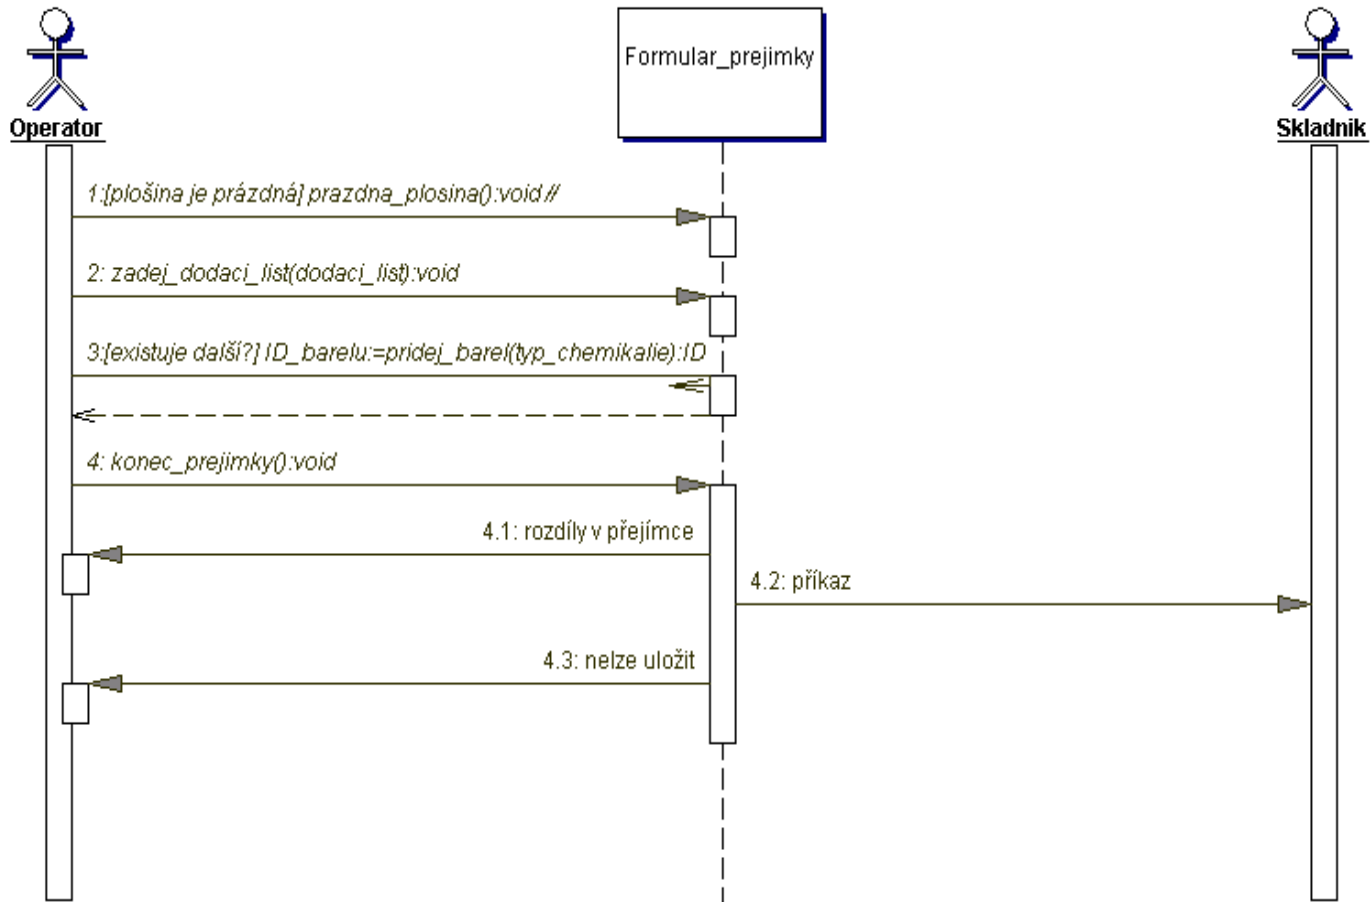 Formular_prejimky
Operator
Skladnik
1:[plošina je prázdná] prazdna_plosina():void //
2: zadej_dodaci_list(dodaci_list):void
3:[existuje další?] ID_barelu:=pridej_barel(typ_chemikalie):ID
4: konec_prejimky():void
4.1: rozdíly v přejímce
4.2: příkaz
4.3: nelze uložit